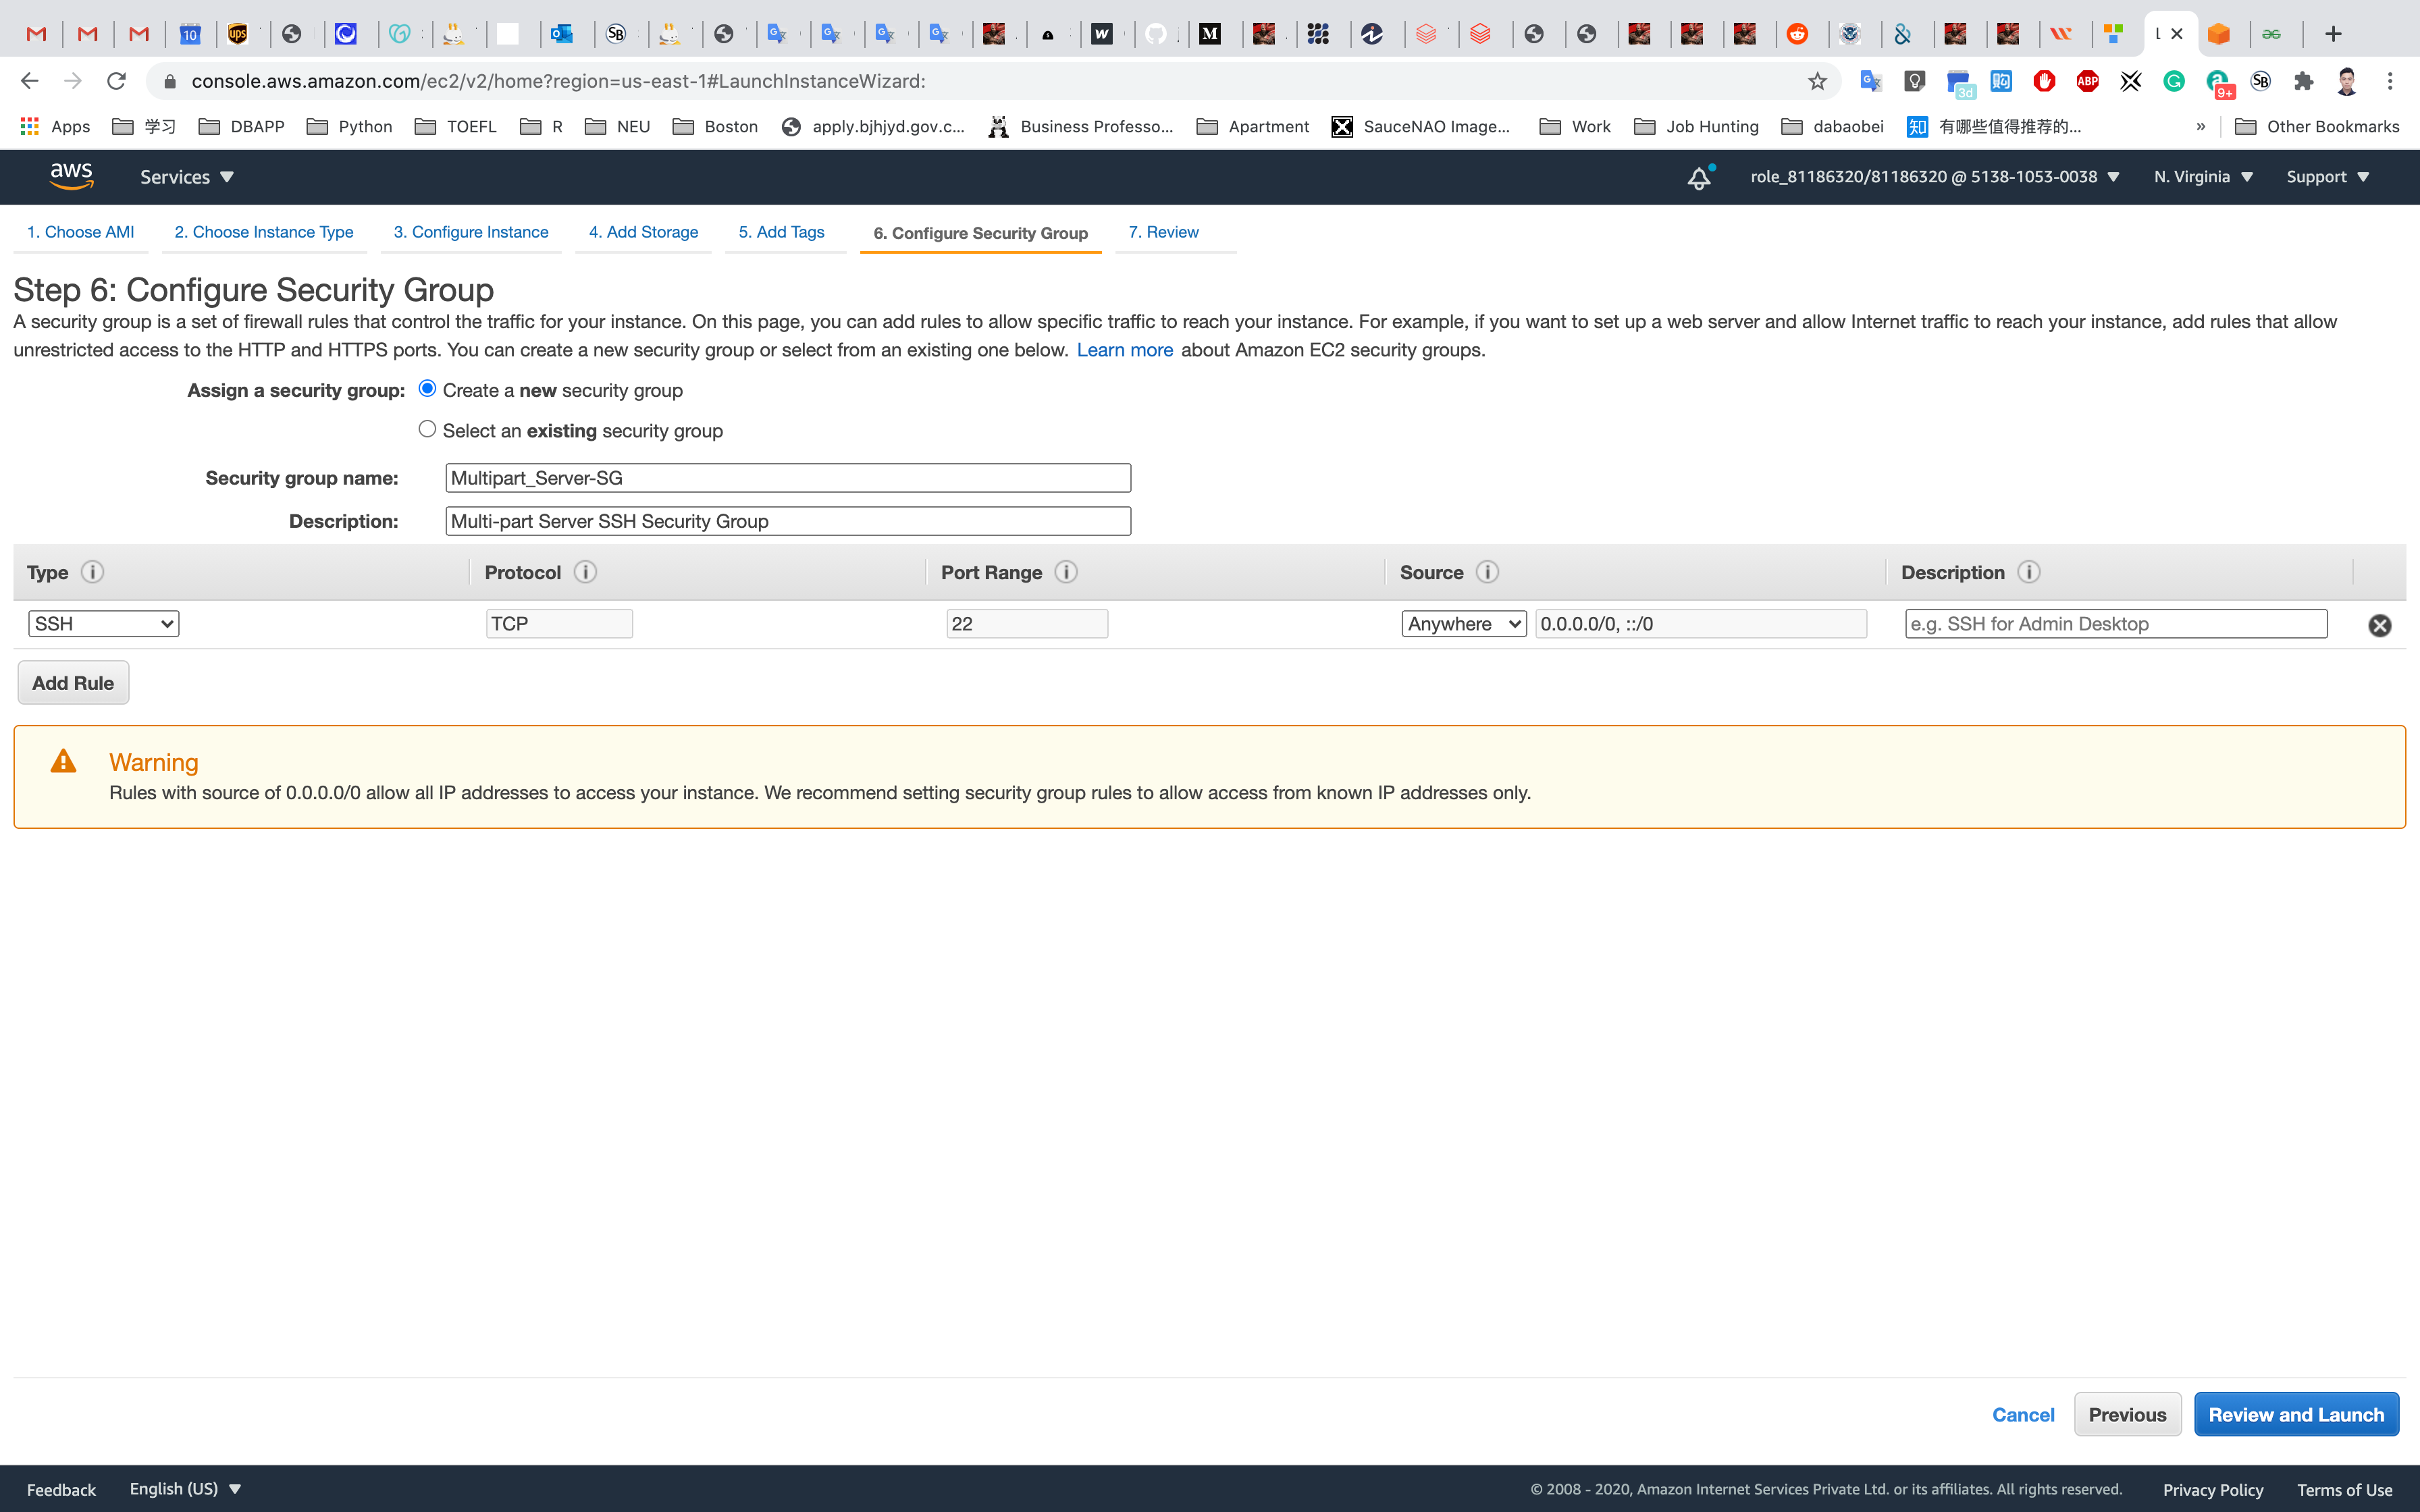 console.aws.amazon.com/ec2/v2/home?region=us-east-1#LaunchInstanceWizard:
Apps 学习 DBAPP Python TOEFL R NEU Boston apply.bjhjyd.gov.c... Business Professo... Apartment SauceNAO Image... Work Job Hunting dabaobei 知 有哪些值得推荐的... » Other Bookmarks
aws Services role_81186320/81186320 @ 5138-1053-0038 N. Virginia Support
1. Choose AMI 2. Choose Instance Type 3. Configure Instance 4. Add Storage 5. Add Tags 6. Configure Security Group 7. Review
Step 6: Configure Security Group
A security group is a set of firewall rules that control the traffic for your instance. On this page, you can add rules to allow specific traffic to reach your instance. For example, if you want to set up a web server and allow Internet traffic to reach your instance, add rules that allow
unrestricted access to the HTTP and HTTPS ports. You can create a new security group or select from an existing one below. Learn more about Amazon EC2 security groups.
Assign a security group: Create a new security group
Select an existing security group
Security group name: Multipart_Server-SG
Description: Multi-part Server SSH Security Group
Type Protocol Port Range Source Description
SSH TCP 22 Anywhere 0.0.0.0/0, ::/0 e.g. SSH for Admin Desktop
Add Rule
Warning
Rules with source of 0.0.0.0/0 allow all IP addresses to access your instance. We recommend setting security group rules to allow access from known IP addresses only.
Cancel Previous Review and Launch
Feedback English (US) © 2008 - 2020, Amazon Internet Services Private Ltd. or its affiliates. All rights reserved. Privacy Policy Terms of Use